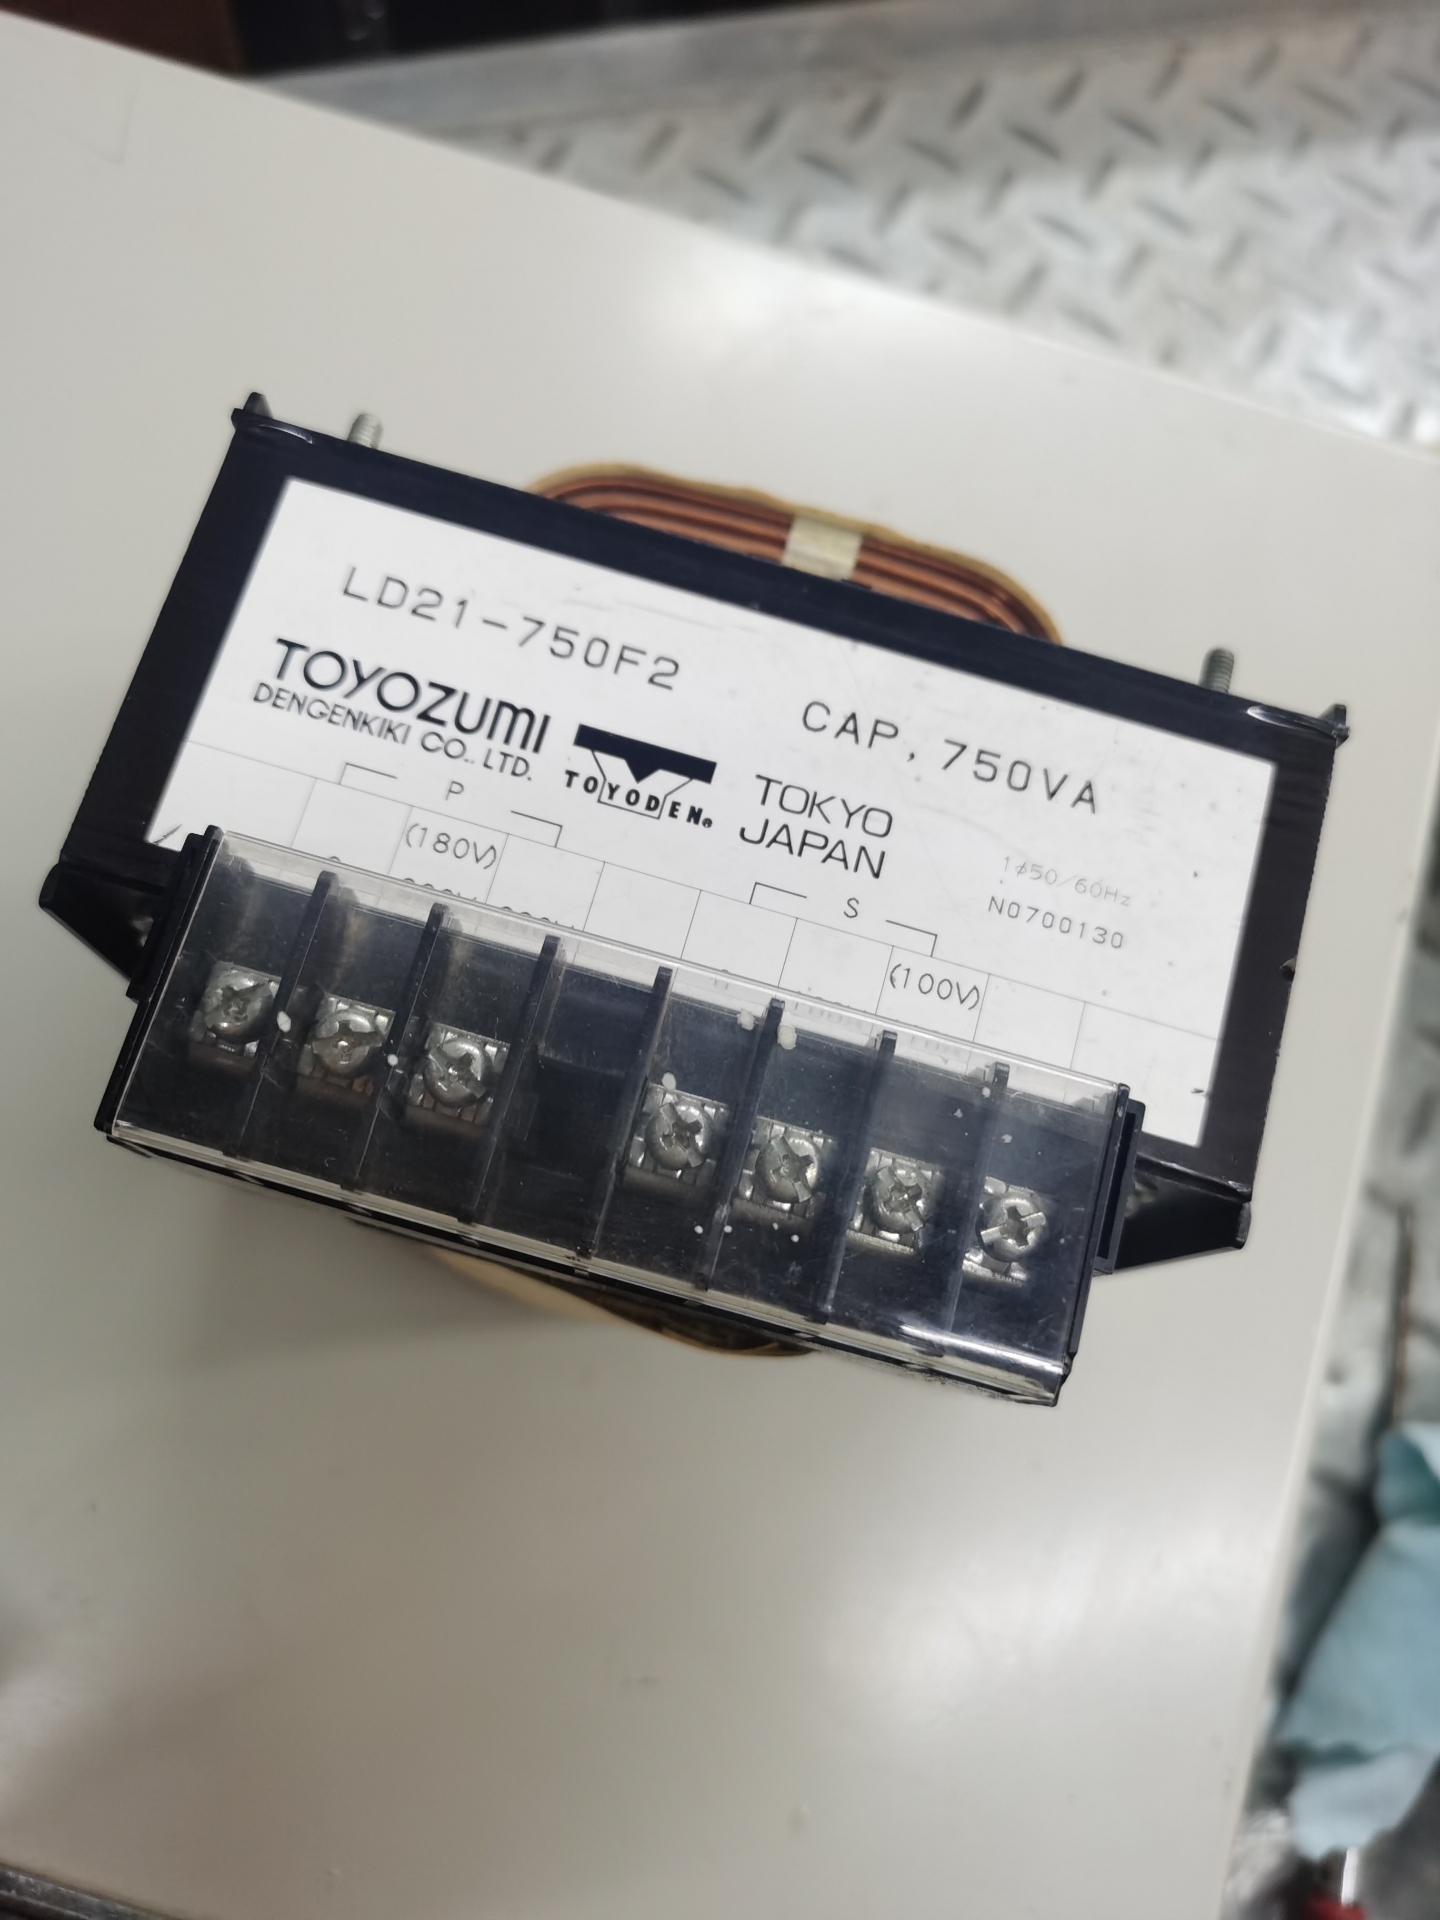 LD21-750F2
CAP, 750VA
TOYOZUMI
DENGENKIKI CO., LTD.
TOYODEN®
TOKYO
JAPAN
1φ50/60Hz
N0700130
P
(180V)
S
(100V)